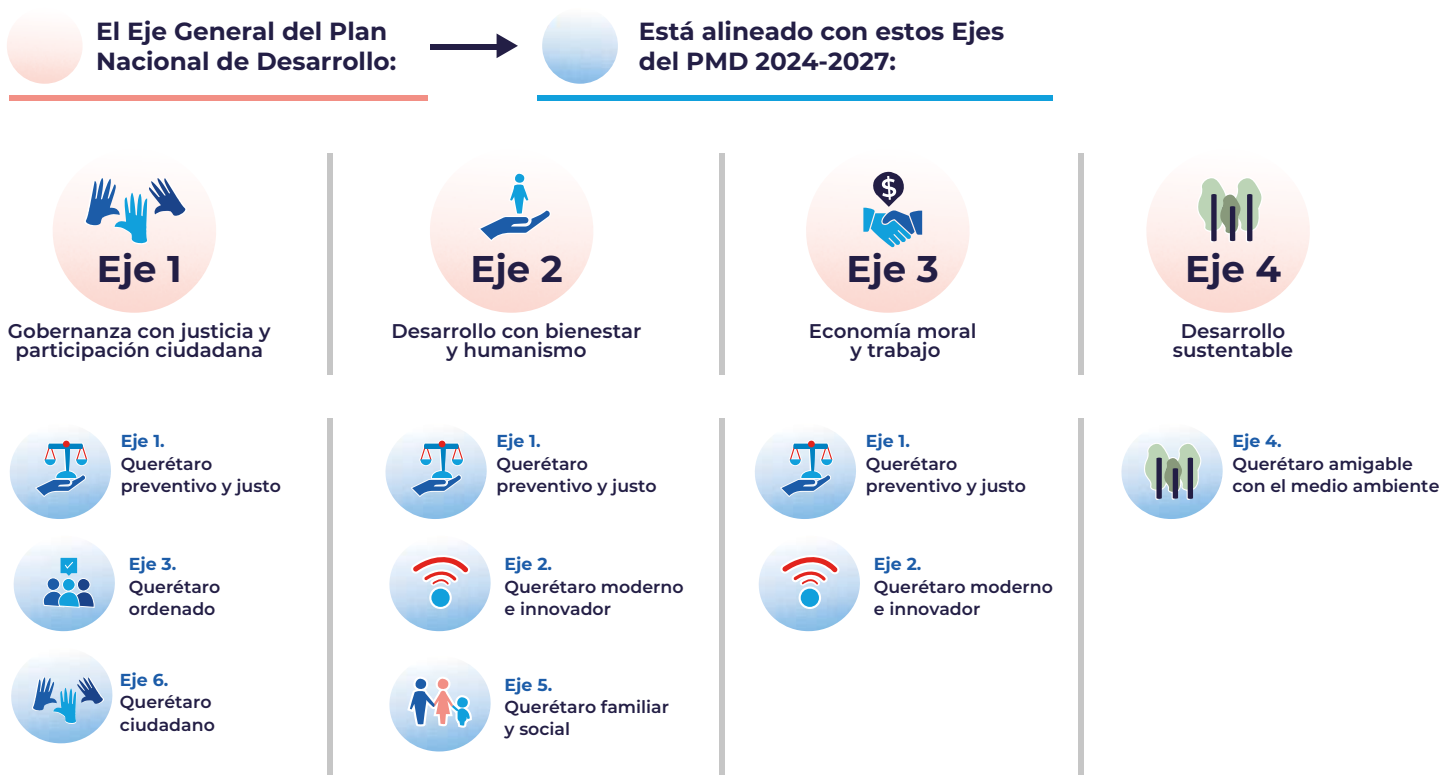 El Eje General del Plan
Nacional de Desarrollo:
Está alineado con estos Ejes
del PMD 2024-2027:
Eje 1
Gobernanza con justicia y
participación ciudadana
Eje 2
Desarrollo con bienestar
y humanismo
$
Eje 3
Economía moral
y trabajo
Eje 4
Desarrollo
sustentable
Eje 1.
Querétaro
preventivo y justo
Eje 3.
Querétaro
ordenado
Eje 6.
Querétaro
ciudadano
Eje 1.
Querétaro
preventivo y justo
Eje 2.
Querétaro moderno
e innovador
Eje 5.
Querétaro familiar
y social
Eje 1.
Querétaro
preventivo y justo
Eje 2.
Querétaro moderno
e innovador
Eje 4.
Querétaro amigable
con el medio ambiente